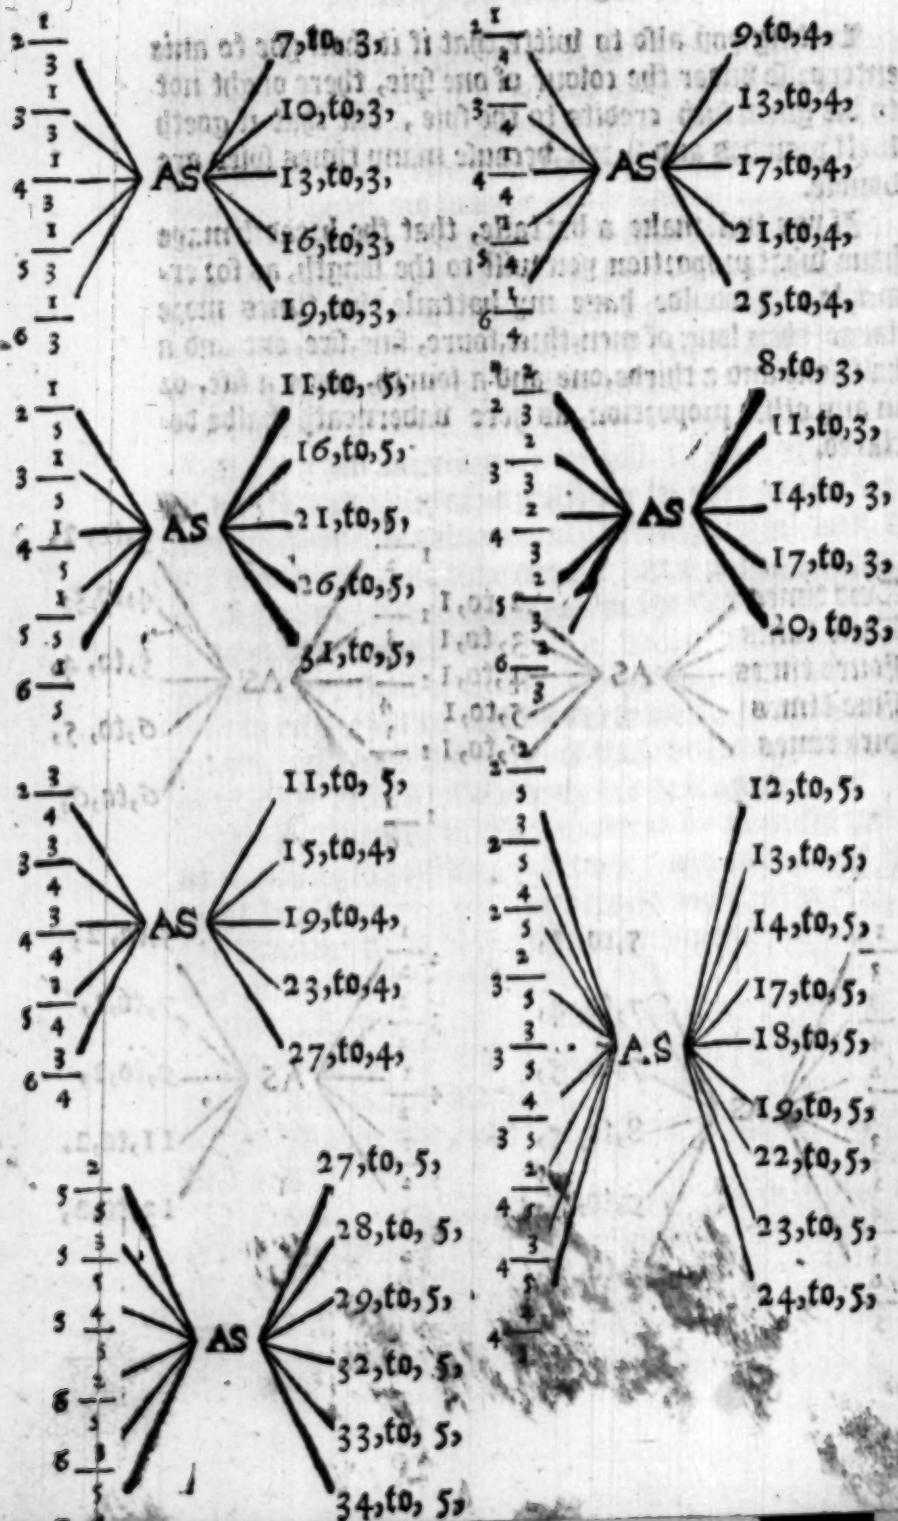 2 1/3 AS 7,to, 3,
3 1/3 10,to,3,
4 1/3 13,to,3,
5 1/3 16,to,3,
6 1/3 19,to,3,
2 1/4 AS 9,to,4,
3 1/4 13,to,4,
4 1/4 17,to,4,
5 1/4 21,to,4,
6 1/4 25,to,4,
2 1/5 AS 11,to, 5,
3 1/5 16,to,5,
4 1/5 21,to,5,
5 1/5 26,to,5,
6 1/5 31,to,5,
2 2/3 AS 8,to, 3,
3 2/3 11,to,3,
4 2/3 14,to, 3,
5 2/3 17,to, 3,
6 2/3 20, to,3,
2 3/4 AS 11,to, 5,
3 3/4 15,to,4,
4 3/4 19,to,4,
5 3/4 23,to,4,
6 3/4 27,to,4,
2 2/5 AS 12,to, 5,
2 3/5 13,to,5,
2 4/5 14,to,5,
3 2/5 17,to,5,
3 3/5 18,to,5,
3 4/5 19,to, 5,
4 2/5 22,to,5,
4 3/5 23,to,5,
4 24,to,5,
5 2/5 AS 27,to, 5,
5 3/5 28,to, 5,
5 4/5 29,to,5,
6 2 32,to, 5,
6 33,to, 5,
34,to, 5,